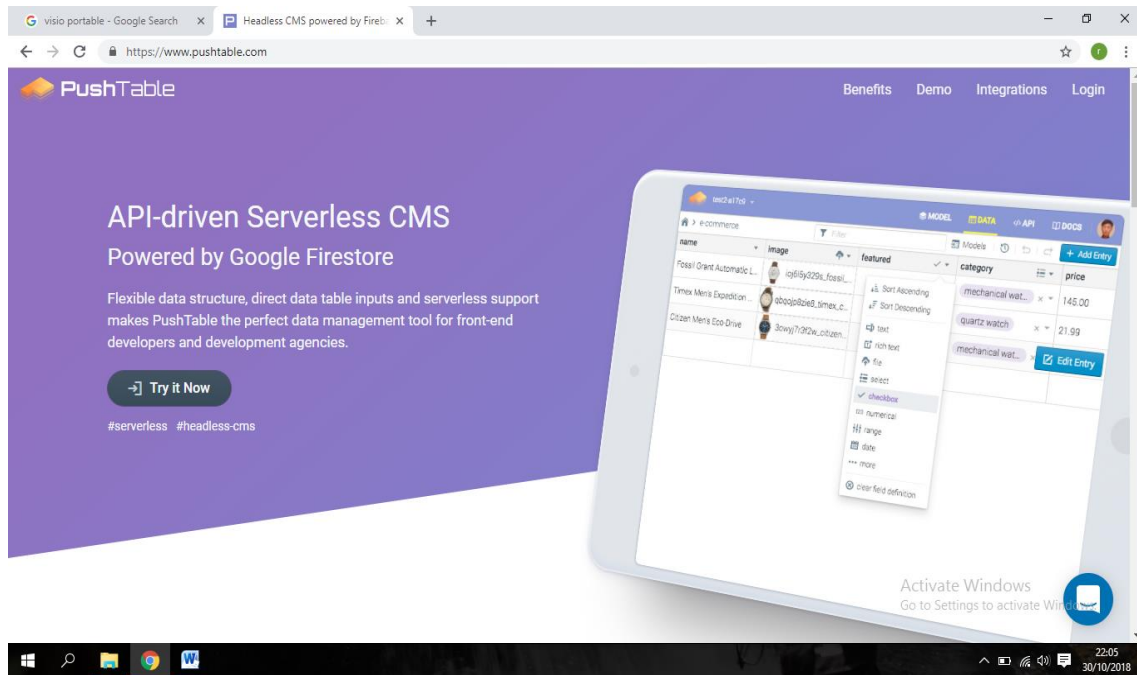 visio portable - Google Search
Headless CMS powered by Fireb
https://www.pushtable.com
r
PushTable
Benefits Demo Integrations Login
API-driven Serverless CMS
Powered by Google Firestore
Flexible data structure, direct data table inputs and serverless support
makes PushTable the perfect data management tool for front-end
developers and development agencies.
Try it Now
#serverless #headless-cms
MODEL DATA API DOCS
e-commerce
Filter
Models
+ Add Entry
name image featured category price
Fossil Grant Automatic L... mechanical wat... 145.00
Timex Men's Expedition ... quartz watch 21.99
Citizen Men's Eco-Drive mechanical wat...
Edit Entry
Sort Ascending
Sort Descending
text
rich text
file
select
checkbox
numerical
range
date
more
clear field definition
Activate Windows
Go to Settings to activate Windows.
22:05
30/10/2018